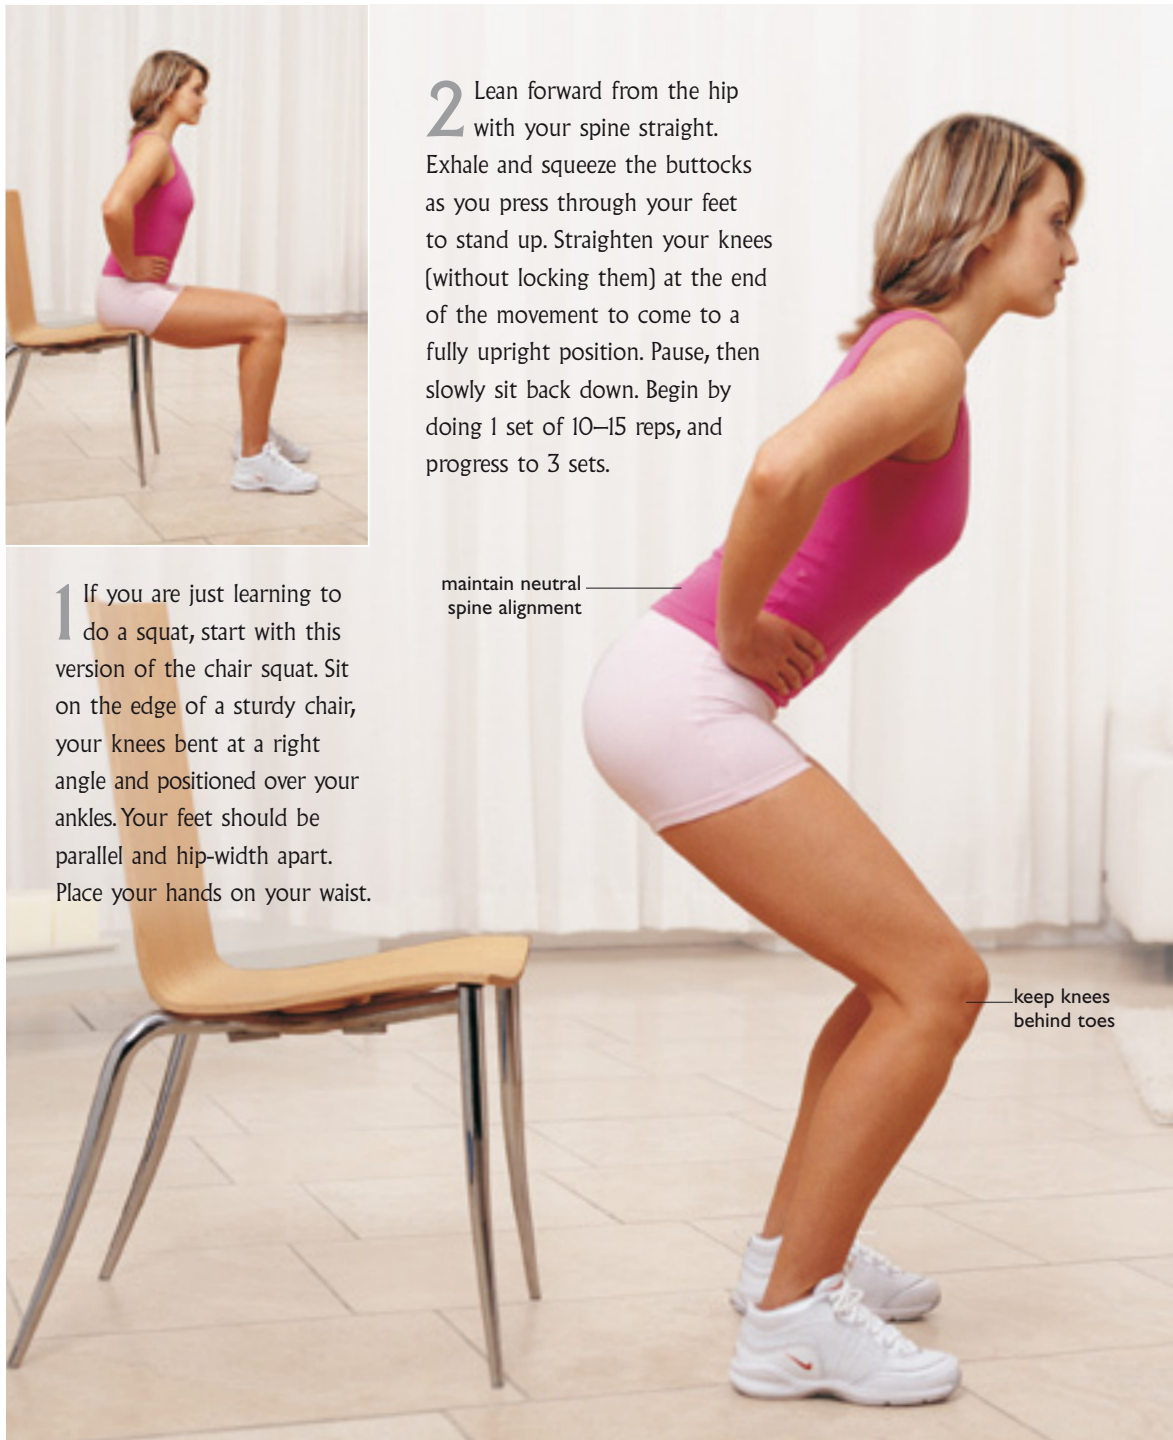 1 If you are just learning to
do a squat, start with this
version of the chair squat. Sit
on the edge of a sturdy chair,
your knees bent at a right
angle and positioned over your
ankles. Your feet should be
parallel and hip-width apart.
Place your hands on your waist.
2 Lean forward from the hip
with your spine straight.
Exhale and squeeze the buttocks
as you press through your feet
to stand up. Straighten your knees
(without locking them) at the end
of the movement to come to a
fully upright position. Pause, then
slowly sit back down. Begin by
doing 1 set of 10–15 reps, and
progress to 3 sets.
maintain neutral
spine alignment
keep knees
behind toes